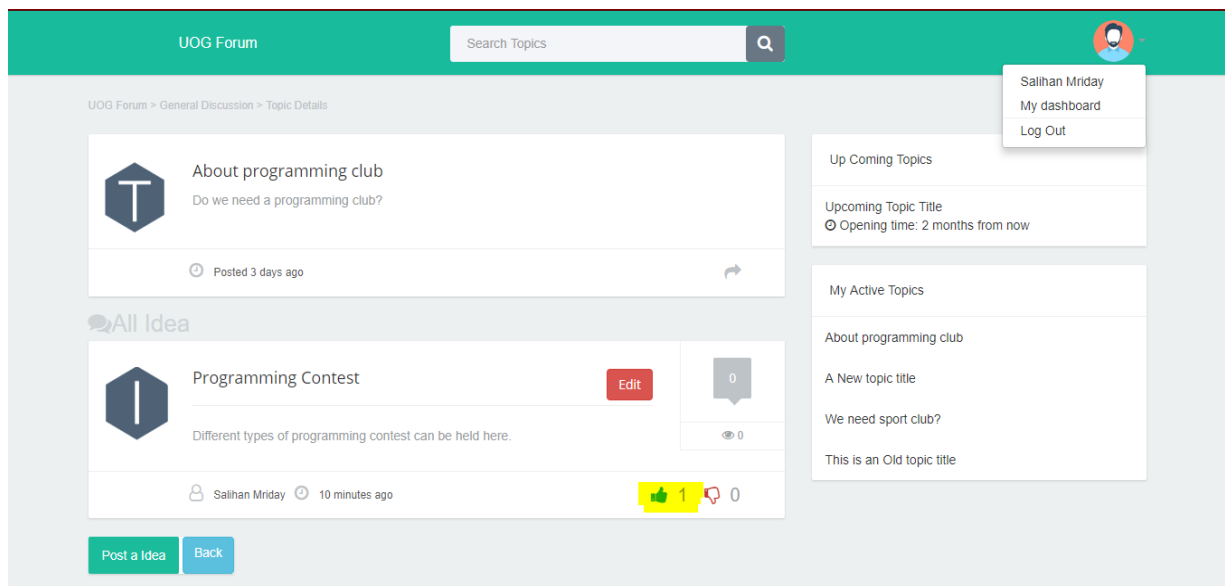 UOG Forum
Search Topics
Salihan Mriday
My dashboard
Log Out
UOG Forum > General Discussion > Topic Details
T
About programming club
Do we need a programming club?
Posted 3 days ago
All Idea
I
Programming Contest
Edit
0
Different types of programming contest can be held here.
0
Salihan Mriday 10 minutes ago
1 0
Post a Idea
Back
Up Coming Topics
Upcoming Topic Title
Opening time: 2 months from now
My Active Topics
About programming club
A New topic title
We need sport club?
This is an Old topic title